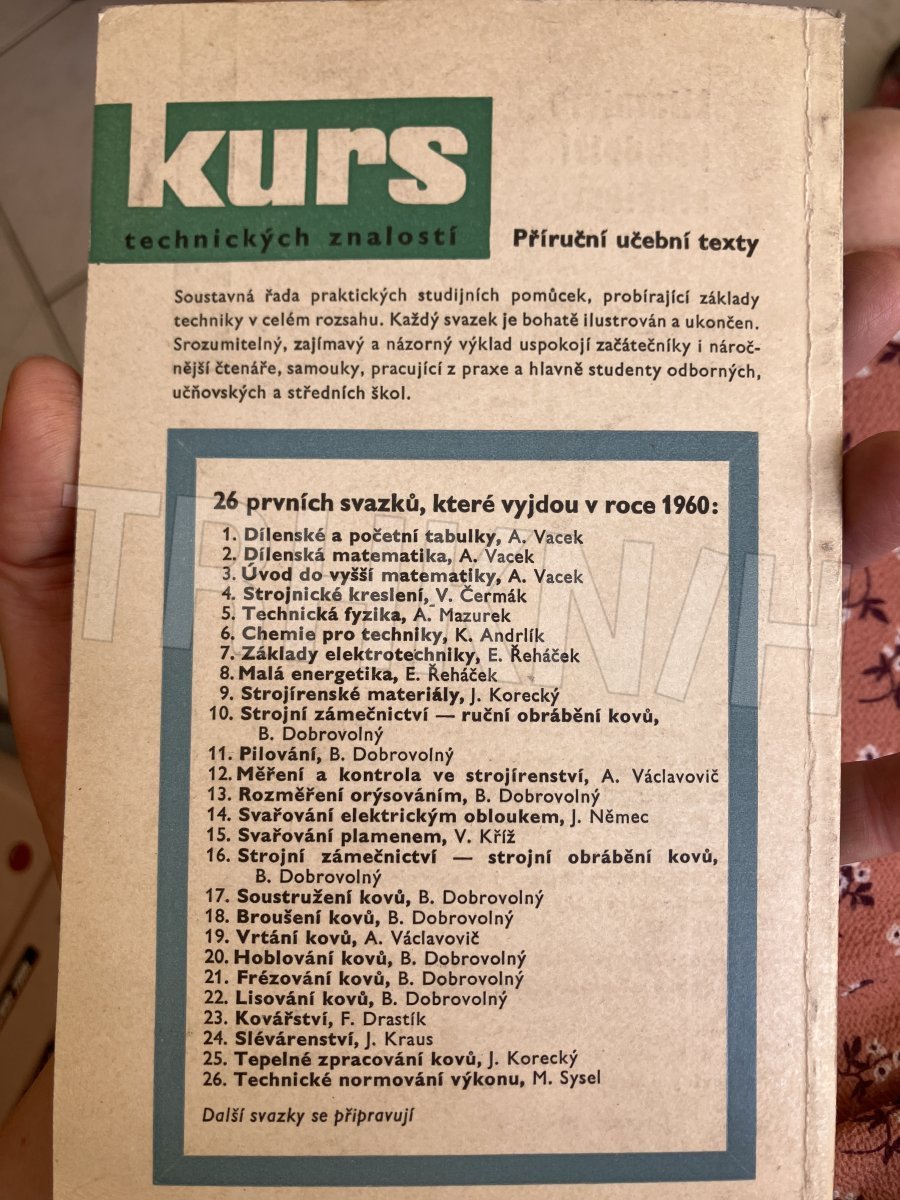 kurs
technických znalostí
Příruční učební texty
Soustavná řada praktických studijních pomůcek, probírající základy
techniky v celém rozsahu. Každý svazek je bohatě ilustrován a ukončen.
Srozumitelný, zajímavý a názorný výklad uspokojí začátečníky i nároč-
nější čtenáře, samouky, pracující z praxe a hlavně studenty odborných,
učňovských a středních škol.
26 prvních svazků, které vyjdou v roce 1960:
1. Dílenské a početní tabulky, A. Vacek
2. Dílenská matematika, A. Vacek
3. Úvod do vyšší matematiky, A. Vacek
4. Strojnické kreslení, V. Čermák
5. Technická fyzika, A. Mazurek
6. Chemie pro techniky, K. Andrlík
7. Základy elektrotechniky, E. Řeháček
8. Malá energetika, E. Řeháček
9. Strojírenské materiály, J. Korecký
10. Strojní zámečnictví — ruční obrábění kovů,
B. Dobrovolný
11. Pilování, B. Dobrovolný
12. Měření a kontrola ve strojírenství, A. Václavovič
13. Rozměření orýsováním, B. Dobrovolný
14. Svařování elektrickým obloukem, J. Němec
15. Svařování plamenem, V. Kříž
16. Strojní zámečnictví — strojní obrábění kovů,
B. Dobrovolný
17. Soustružení kovů, B. Dobrovolný
18. Broušení kovů, B. Dobrovolný
19. Vrtání kovů, A. Václavovič
20. Hoblování kovů, B. Dobrovolný
21. Frézování kovů, B. Dobrovolný
22. Lisování kovů, B. Dobrovolný
23. Kovářství, F. Drastík
24. Slévárenství, J. Kraus
25. Tepelné zpracování kovů, J. Korecký
26. Technické normování výkonu, M. Sysel
Další svazky se připravují